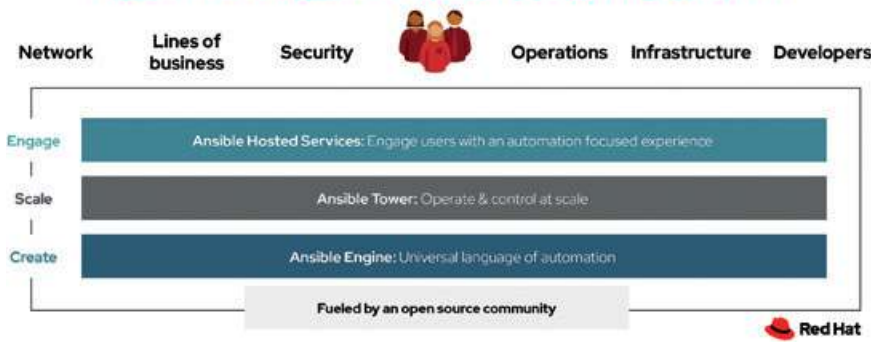 Network
Lines of
business
Security
Operations
Infrastructure
Developers
Engage
Ansible Hosted Services: Engage users with an automation focused experience
Scale
Ansible Tower: Operate & control at scale
Create
Ansible Engine: Universal language of automation
Fueled by an open source community
Red Hat